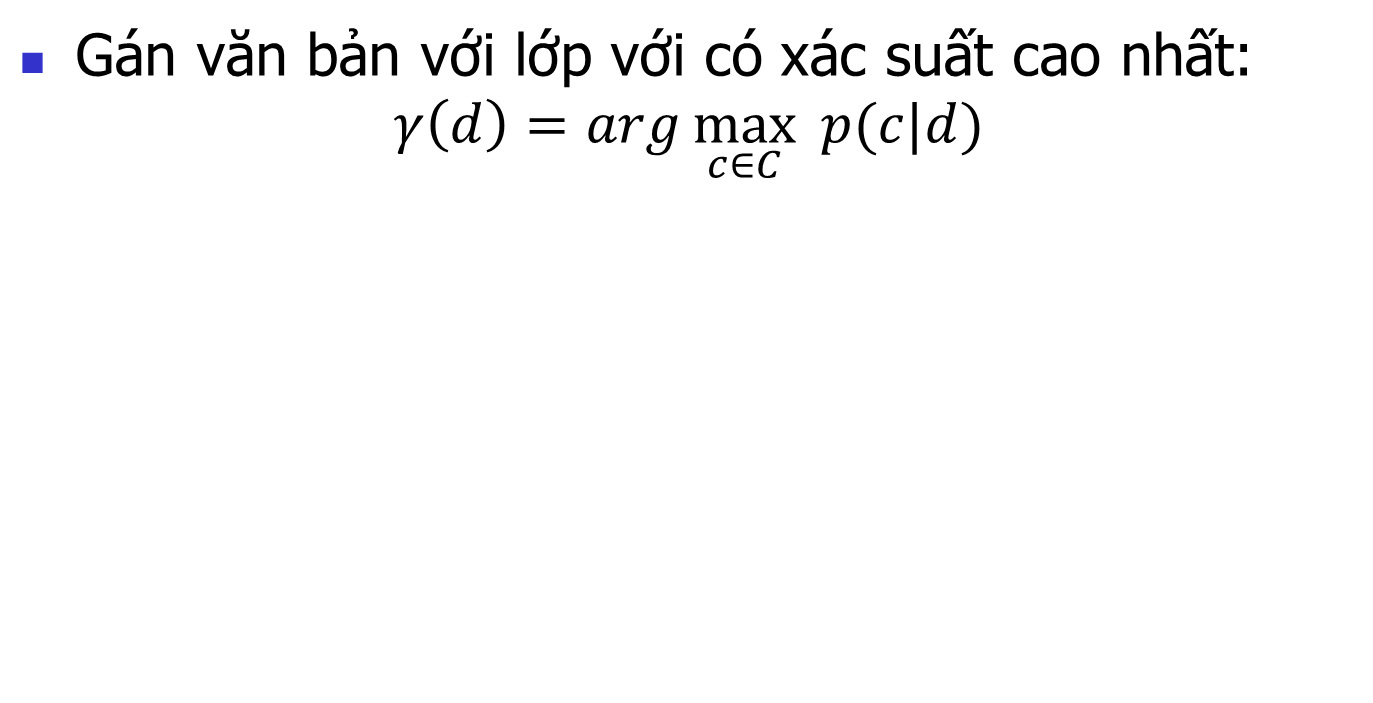 ▪ Gán văn bản với lớp với có xác suất cao nhất:
γ(d) = arg max p(c|d)
c∈C